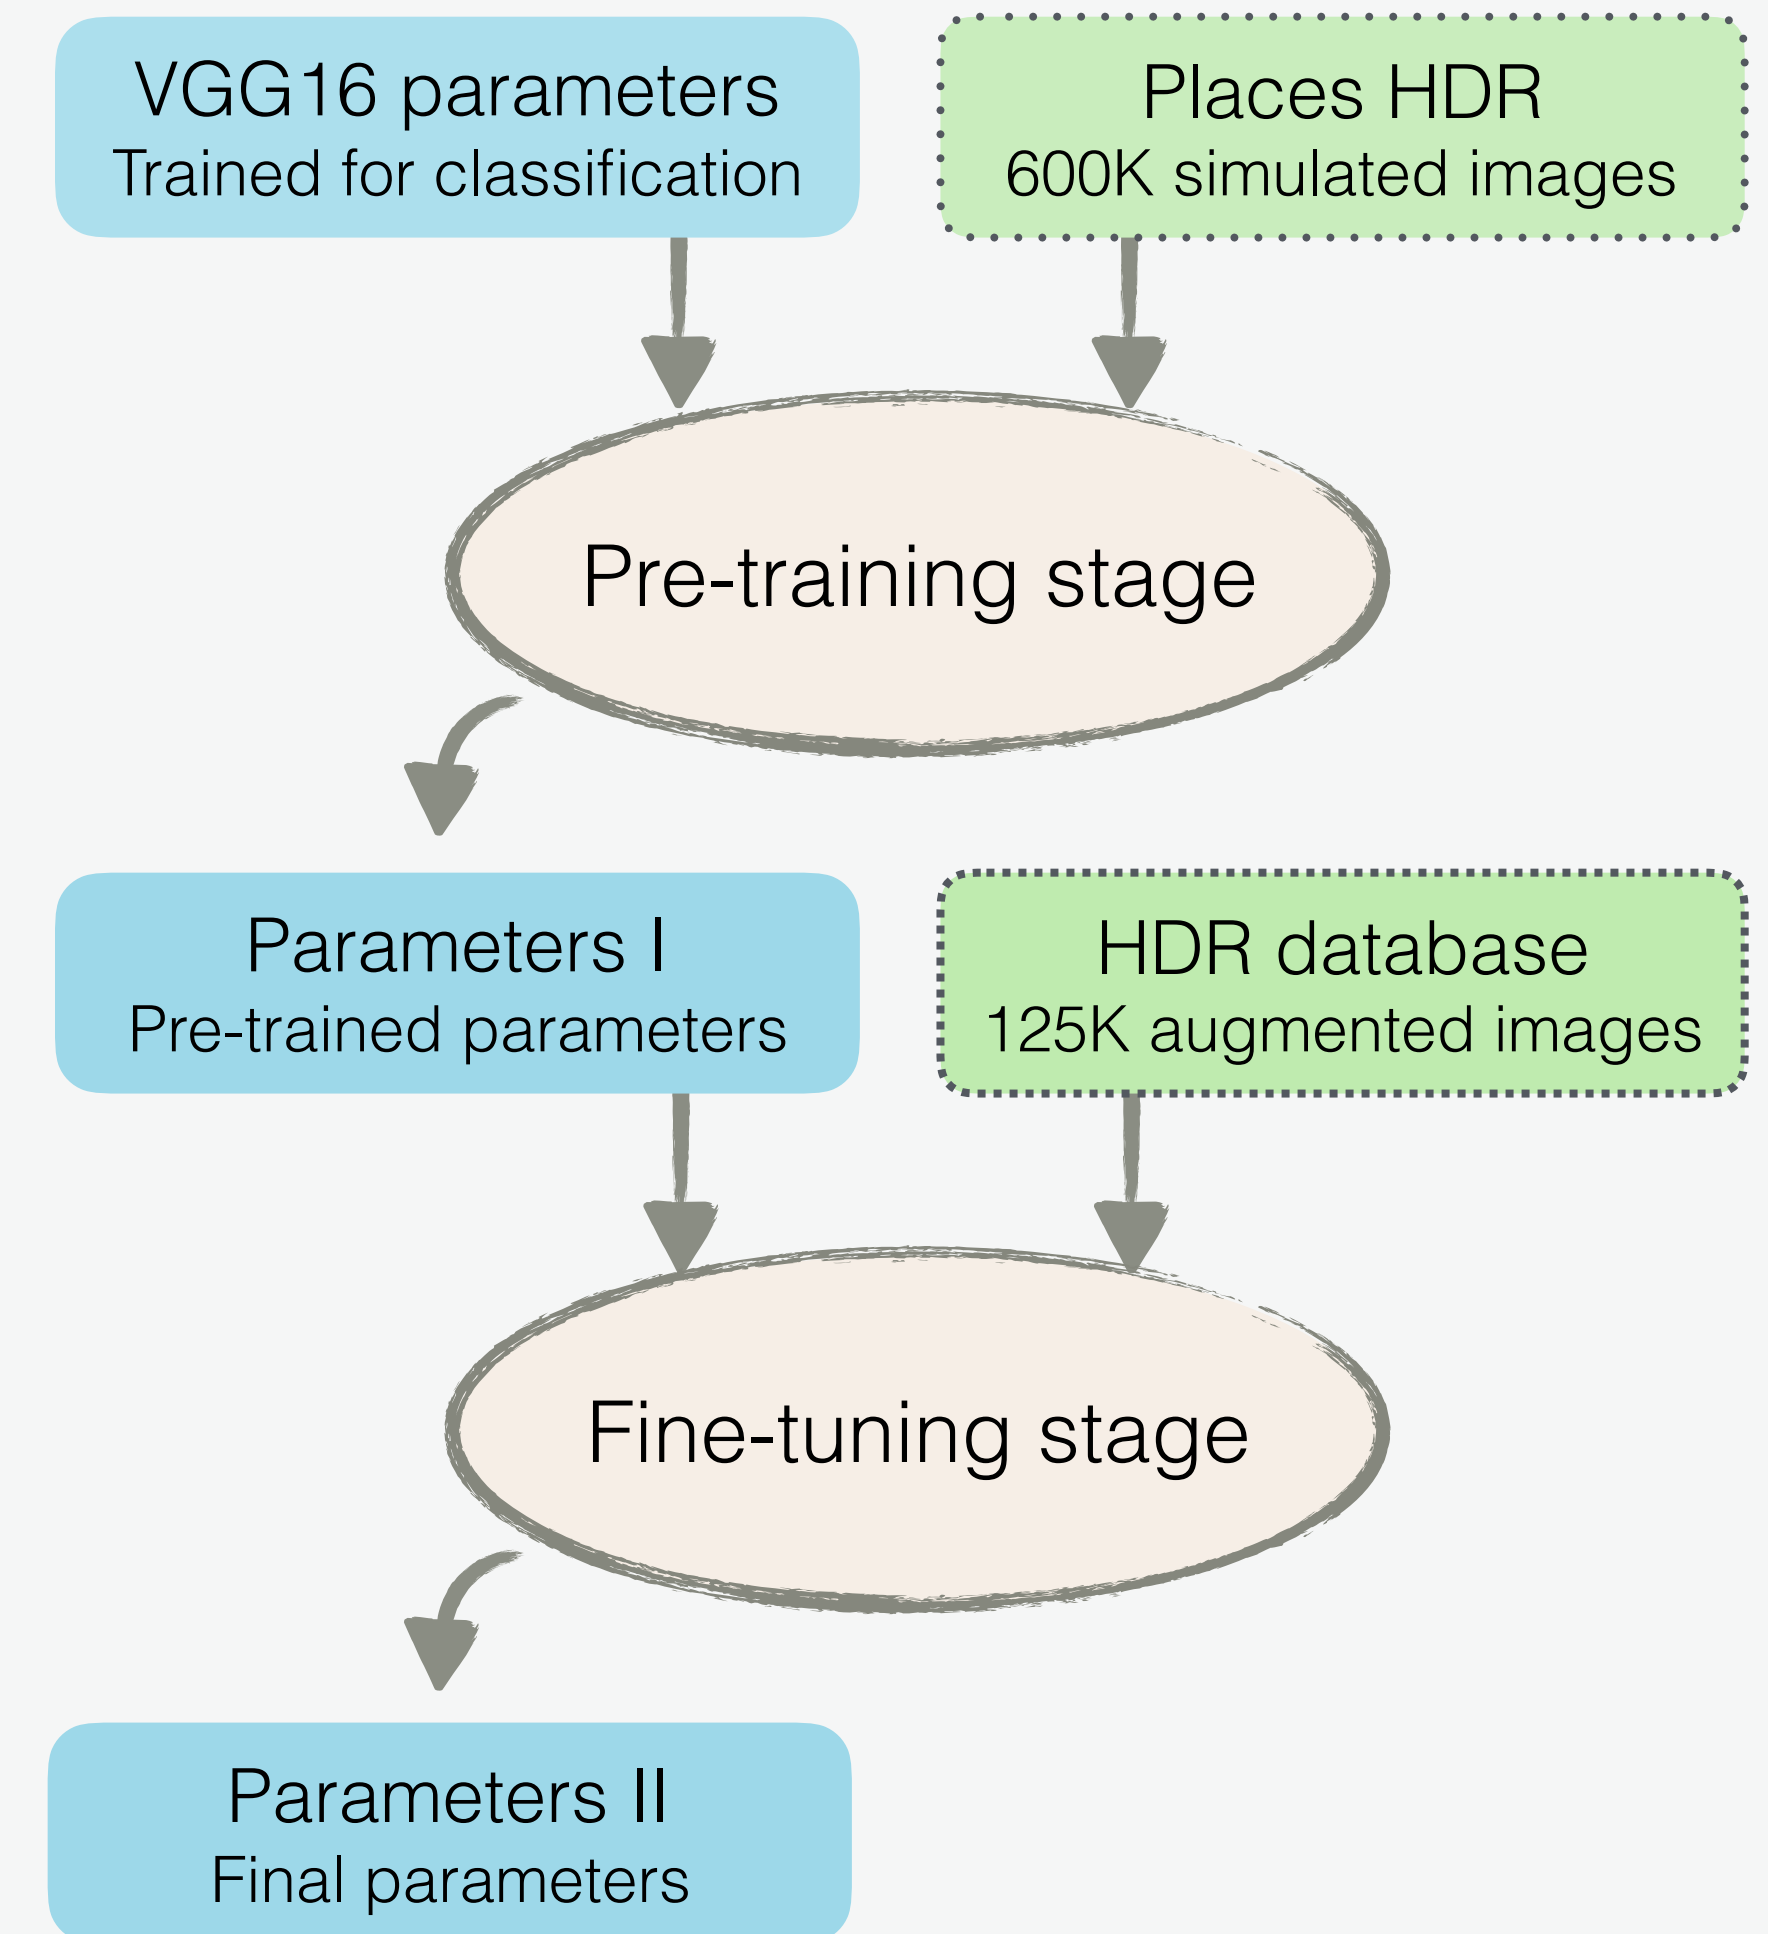 VGG16 parameters
Trained for classification
Places HDR
600K simulated images
Pre-training stage
Parameters I
Pre-trained parameters
HDR database
125K augmented images
Fine-tuning stage
Parameters II
Final parameters